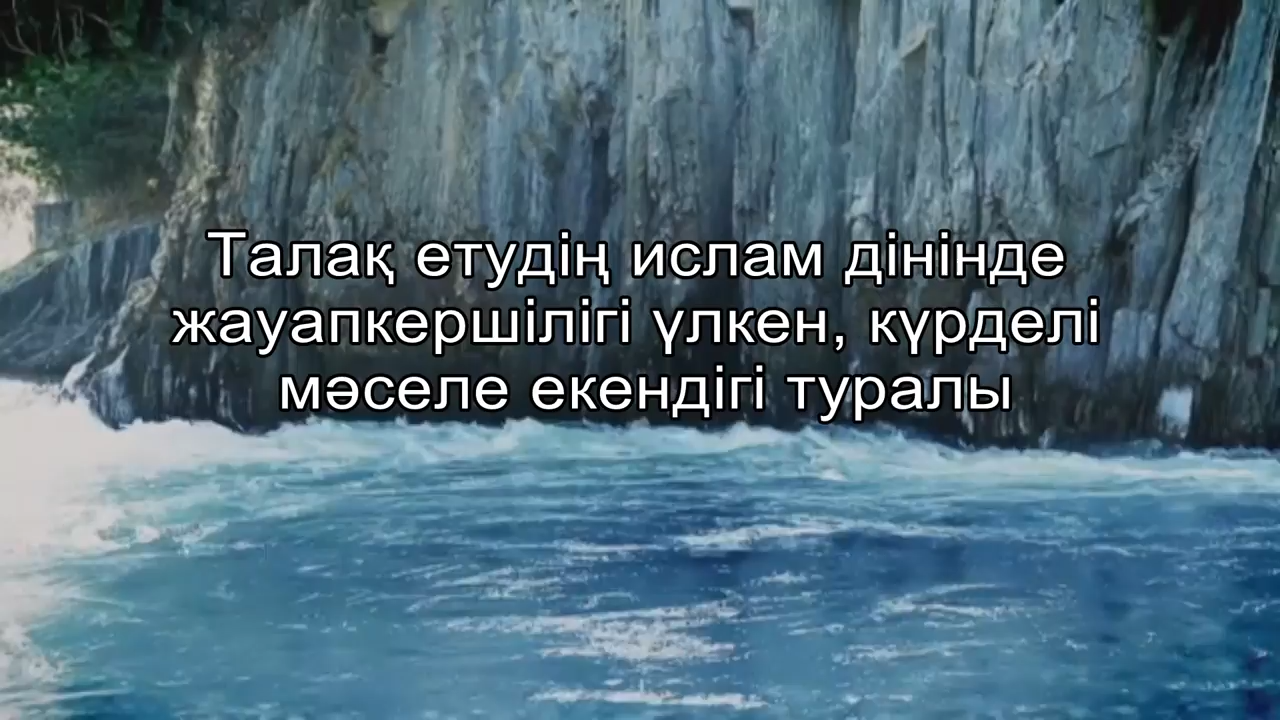 Талақ етудің ислам дінінде
жауапкершілігі үлкен, күрделі
мәселе екендігі туралы